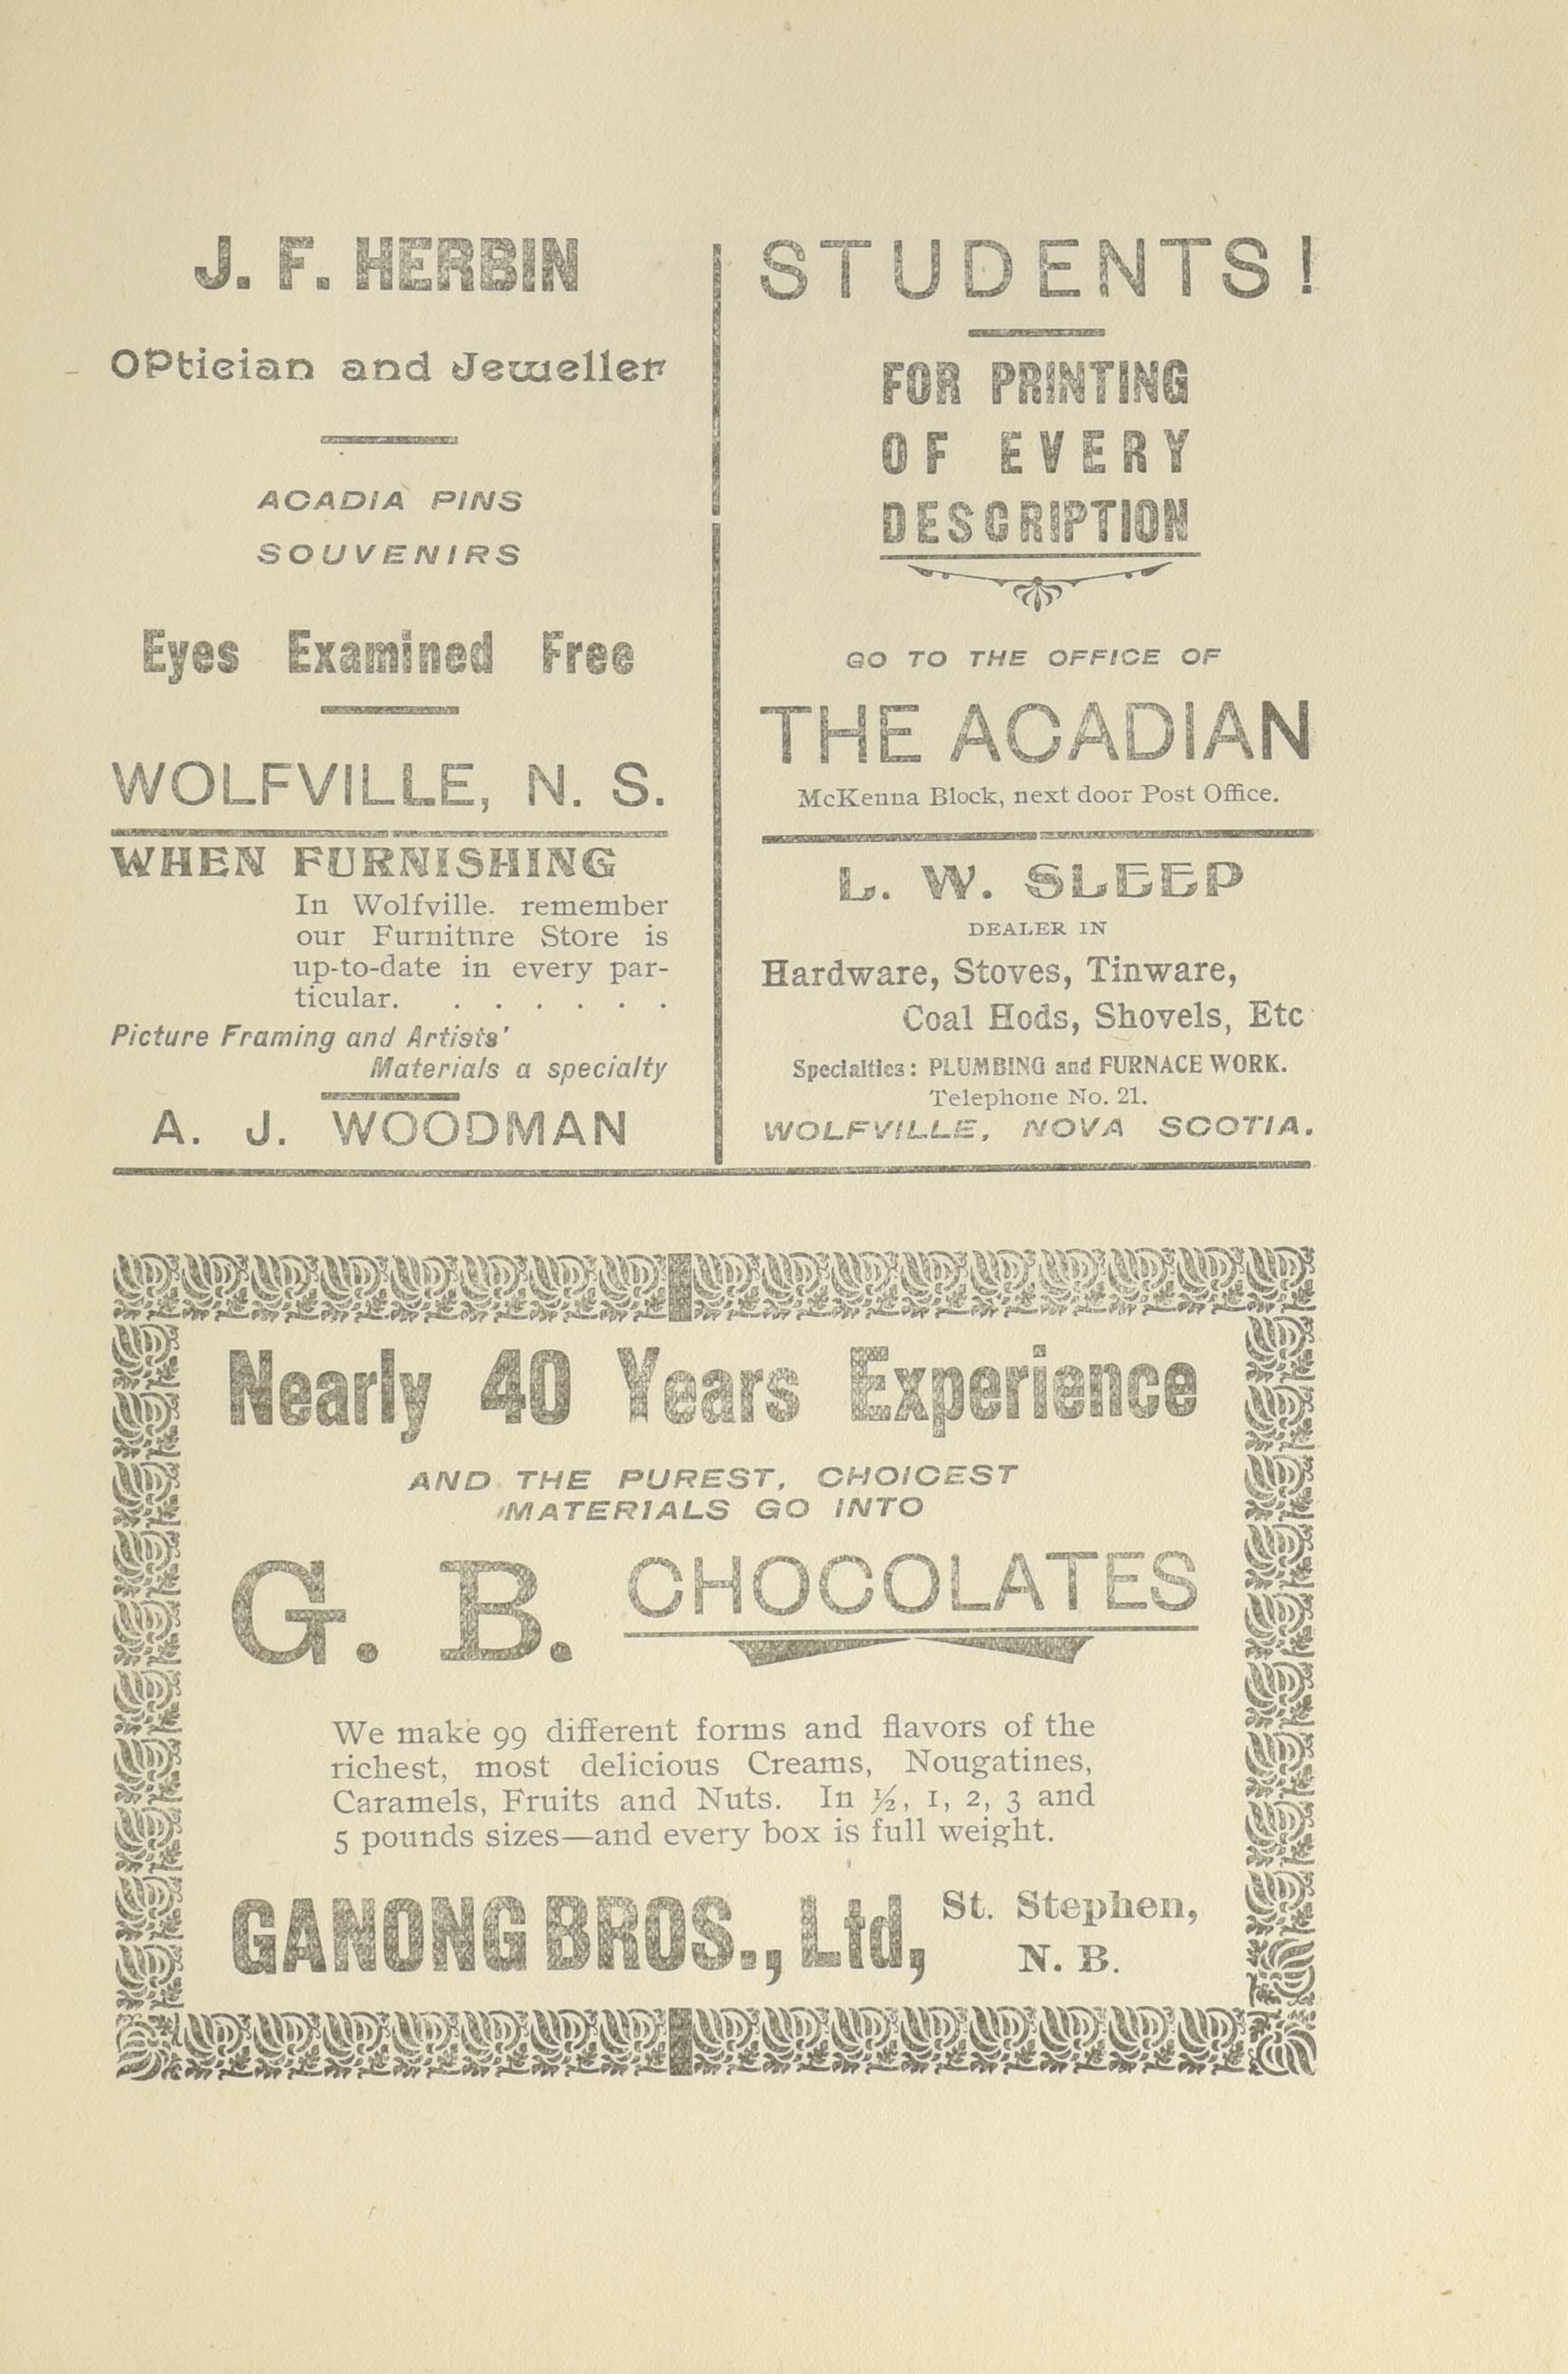 J. F. HERBIN
OPtician and Jeweller
ACADIA PINS
SOUVENIRS
Eyes Examined Free
WOLFVILLE, N. S.
WHEN FURNISHING
In Wolfville. remember
our Furnitnre Store is
up-to-date in every par-
ticular. . . . . . .
Picture Framing and Artists'
Materials a specialty
A. J. WOODMAN
STUDENTS!
FOR PRINTING
OF EVERY
DESCRIPTION
GO TO THE OFFICE OF
THE ACADIAN
McKenna Block, next door Post Office.
L. W. SLEEP
DEALER IN
Hardware, Stoves, Tinware,
Coal Hods, Shovels, Etc
Specialties: PLUMBING and FURNACE WORK.
Telephone No. 21.
WOLFVILLE, NOVA SCOTIA.
Nearly 40 Years Experience
AND THE PUREST, CHOICEST
MATERIALS GO INTO
G. B. CHOCOLATES
We make 99 different forms and flavors of the
richest, most delicious Creams, Nougatines,
Caramels, Fruits and Nuts. In ½, 1, 2, 3 and
5 pounds sizes—and every box is full weight.
GANONG BROS., Ltd, St. Stephen,
N. B.